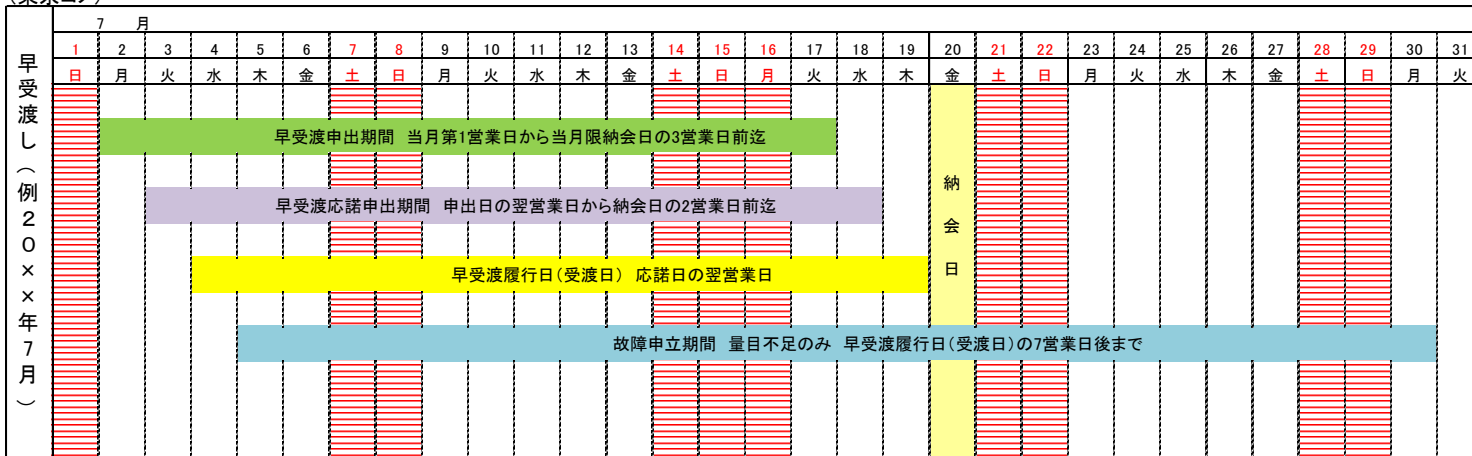 7 月
1 2 3 4 5 6 7 8 9 10 11 12 13 14 15 16 17 18 19 20 21 22 23 24 25 26 27 28 29 30 31
日 月 火 水 木 金 土 日 月 火 水 木 金 土 日 月 火 水 木 金 土 日 月 火 水 木 金 土 日 月 火
早受渡し(例20××年7月)
早受渡申出期間 当月第1営業日から当月限納会日の3営業日前迄
早受渡応諾申出期間 申出日の翌営業日から納会日の2営業日前迄
早受渡履行日(受渡日) 応諾日の翌営業日
故障申立期間 量目不足のみ 早受渡履行日(受渡日)の7営業日後まで
納会日